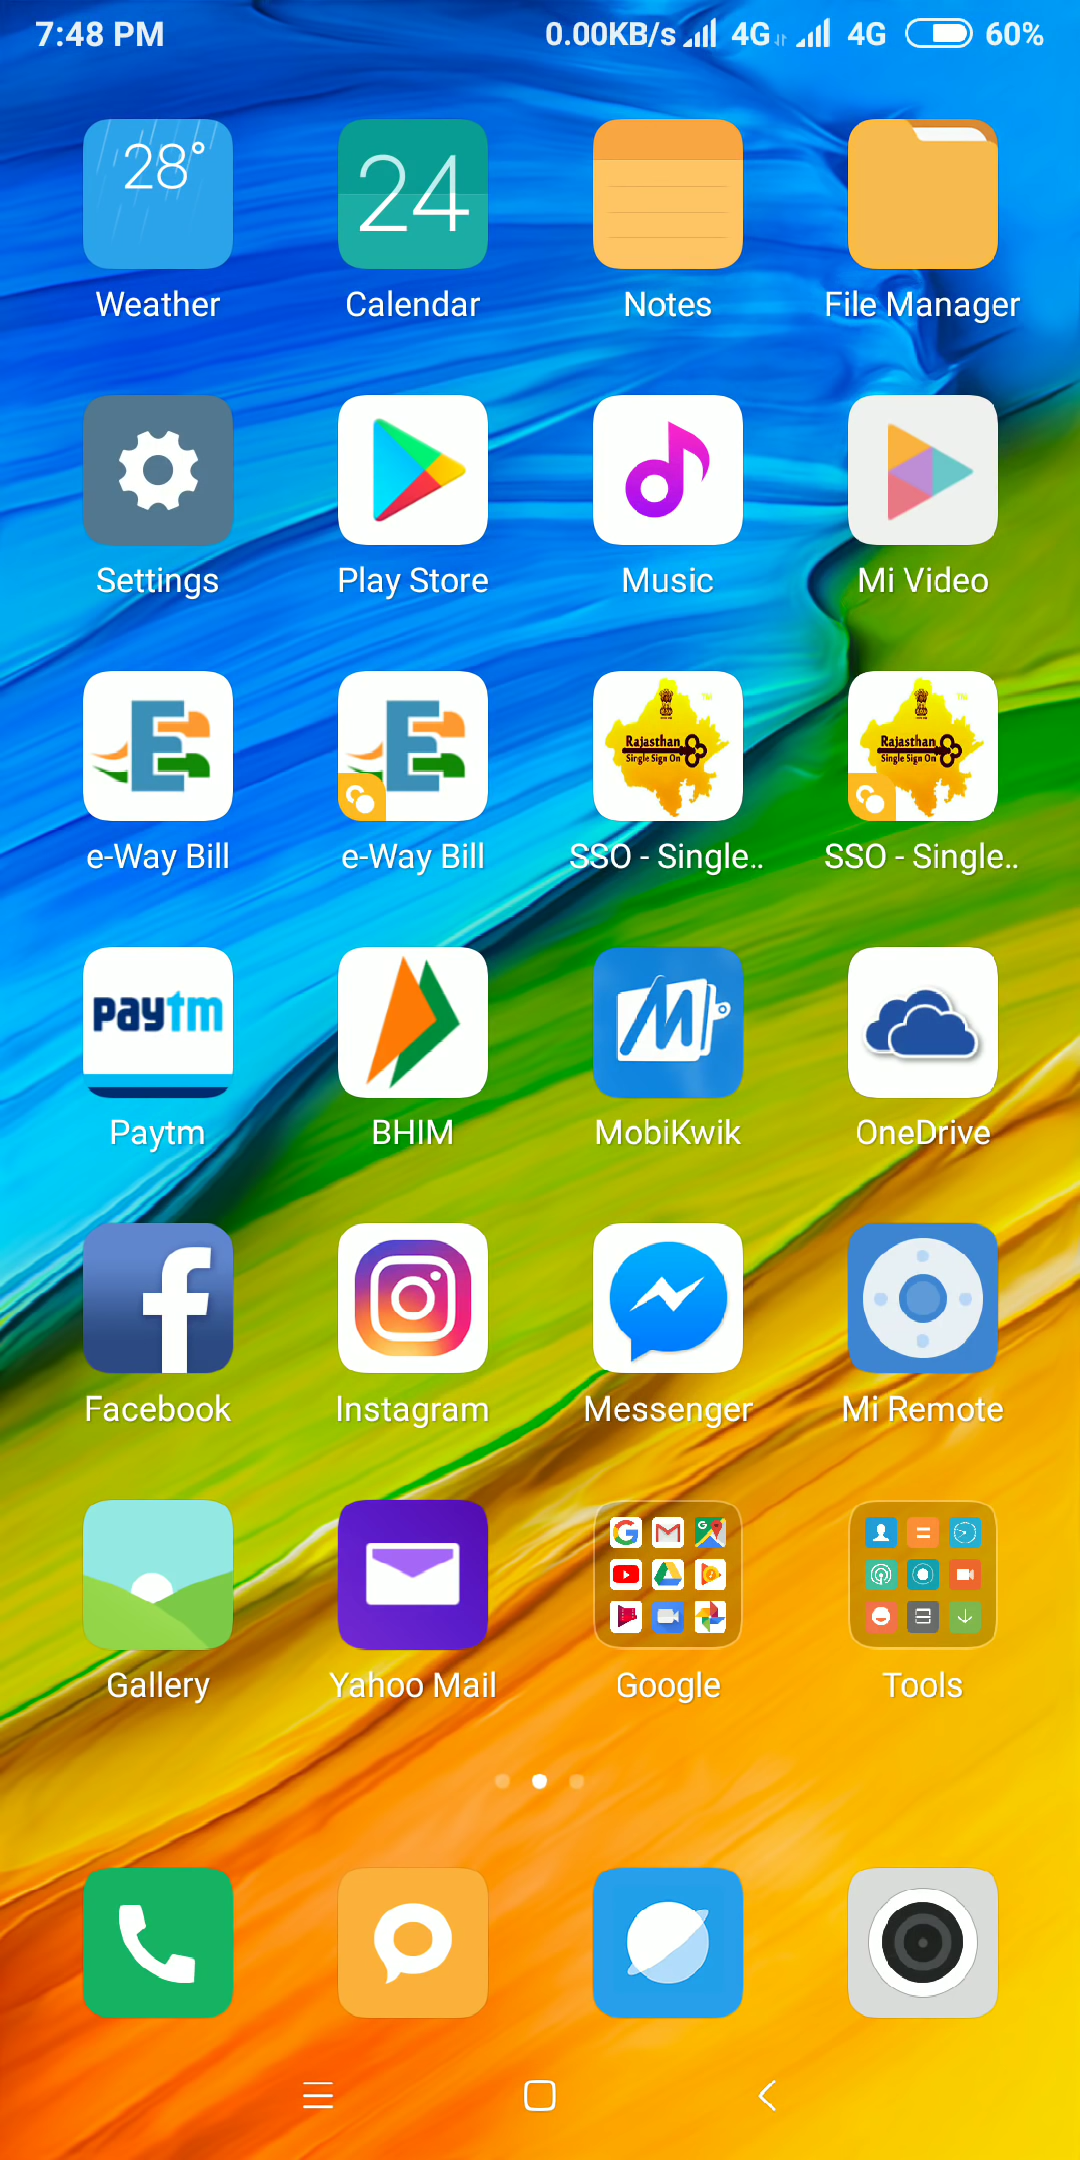 7:48 PM 0.00KB/s 4G 4G 60%
28° 24
Weather Calendar Notes File Manager
Settings Play Store Music Mi Video
Rajasthan Rajasthan
Single Sign On Single Sign On
e-Way Bill e-Way Bill SSO - Single.. SSO - Single..
paytm
Paytm BHIM MobiKwik OneDrive
Facebook Instagram Messenger Mi Remote
Gallery Yahoo Mail Google Tools